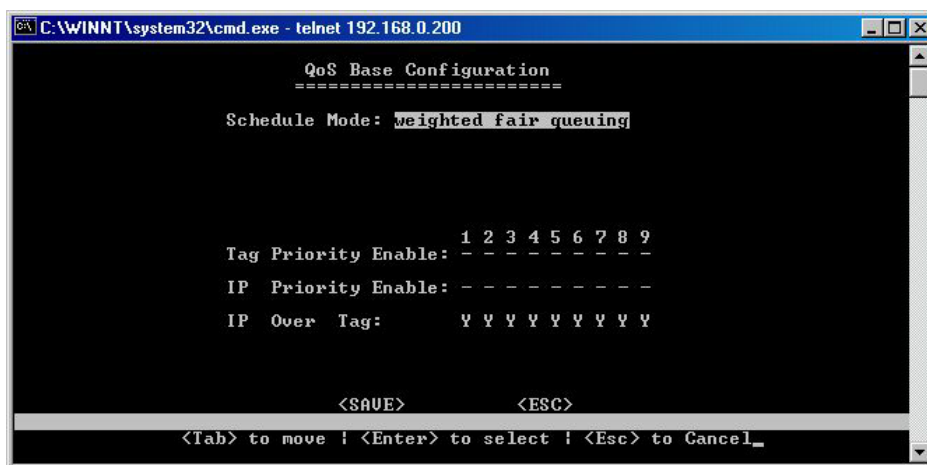 C:\WINNT\system32\cmd.exe - telnet 192.168.0.200
QoS Base Configuration
========================
Schedule Mode: weighted fair queuing
1 2 3 4 5 6 7 8 9
Tag Priority Enable: - - - - - - - - -
IP  Priority Enable: - - - - - - - - -
IP  Over  Tag:       Y Y Y Y Y Y Y Y Y
<SAVE>          <ESC>
<Tab> to move | <Enter> to select | <Esc> to Cancel_